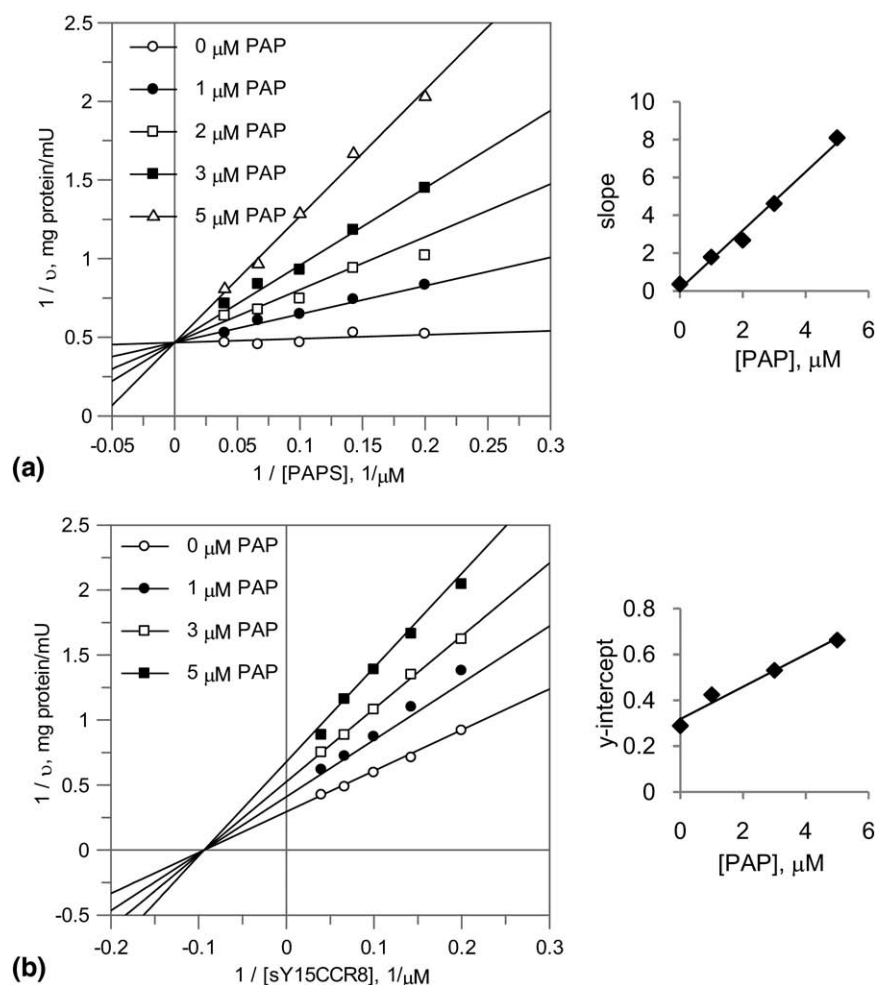 (a)
1 / υ, mg protein/mU
2.5
2
1.5
1
0.5
0
0 μM PAP
1 μM PAP
2 μM PAP
3 μM PAP
5 μM PAP
-0.05 0 0.05 0.1 0.15 0.2 0.25 0.3
1 / [PAPS], 1/μM
slope
10
8
6
4
2
0
0 2 4 6
[PAP], μM
(b)
1 / υ, mg protein/mU
2.5
2
1.5
1
0.5
0
-0.5
0 μM PAP
1 μM PAP
3 μM PAP
5 μM PAP
-0.2 -0.1 0 0.1 0.2 0.3
1 / [sY15CCR8], 1/μM
y-intercept
0.8
0.6
0.4
0.2
0
0 2 4 6
[PAP], μM